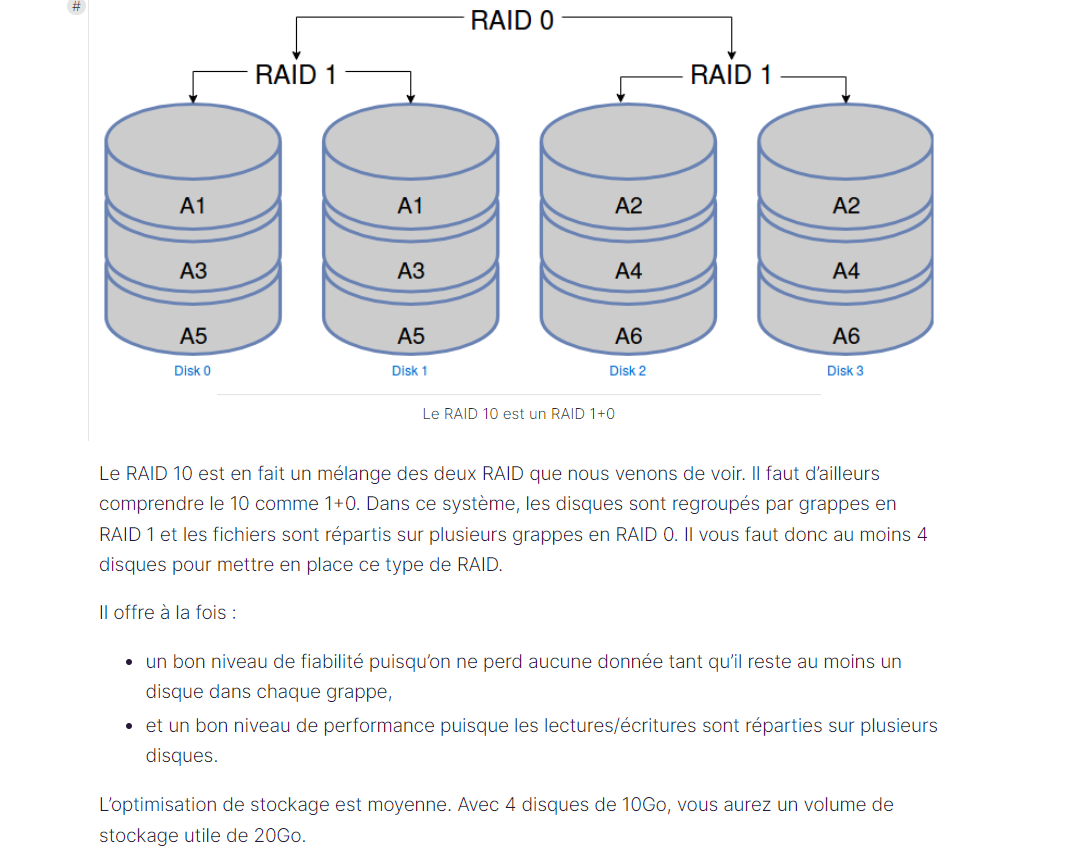 #
RAID 0
RAID 1 RAID 1
A1 A1 A2 A2
A3 A3 A4 A4
A5 A5 A6 A6
Disk 0 Disk 1 Disk 2 Disk 3
Le RAID 10 est un RAID 1+0
Le RAID 10 est en fait un mélange des deux RAID que nous venons de voir. Il faut d’ailleurs
comprendre le 10 comme 1+0. Dans ce système, les disques sont regroupés par grappes en
RAID 1 et les fichiers sont répartis sur plusieurs grappes en RAID 0. Il vous faut donc au moins 4
disques pour mettre en place ce type de RAID.
Il offre à la fois :
• un bon niveau de fiabilité puisqu’on ne perd aucune donnée tant qu’il reste au moins un
disque dans chaque grappe,
• et un bon niveau de performance puisque les lectures/écritures sont réparties sur plusieurs
disques.
L’optimisation de stockage est moyenne. Avec 4 disques de 10Go, vous aurez un volume de
stockage utile de 20Go.